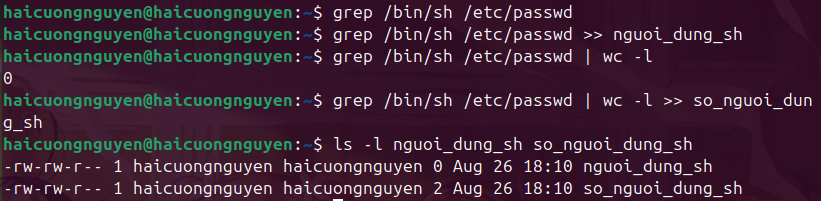 haicuongnguyen@haicuongnguyen:~$ grep /bin/sh /etc/passwd
haicuongnguyen@haicuongnguyen:~$ grep /bin/sh /etc/passwd >> nguoi_dung_sh
haicuongnguyen@haicuongnguyen:~$ grep /bin/sh /etc/passwd | wc -l
0
haicuongnguyen@haicuongnguyen:~$ grep /bin/sh /etc/passwd | wc -l >> so_nguoi_dun
g_sh
haicuongnguyen@haicuongnguyen:~$ ls -l nguoi_dung_sh so_nguoi_dung_sh
-rw-rw-r-- 1 haicuongnguyen haicuongnguyen 0 Aug 26 18:10 nguoi_dung_sh
-rw-rw-r-- 1 haicuongnguyen haicuongnguyen 2 Aug 26 18:10 so_nguoi_dung_sh